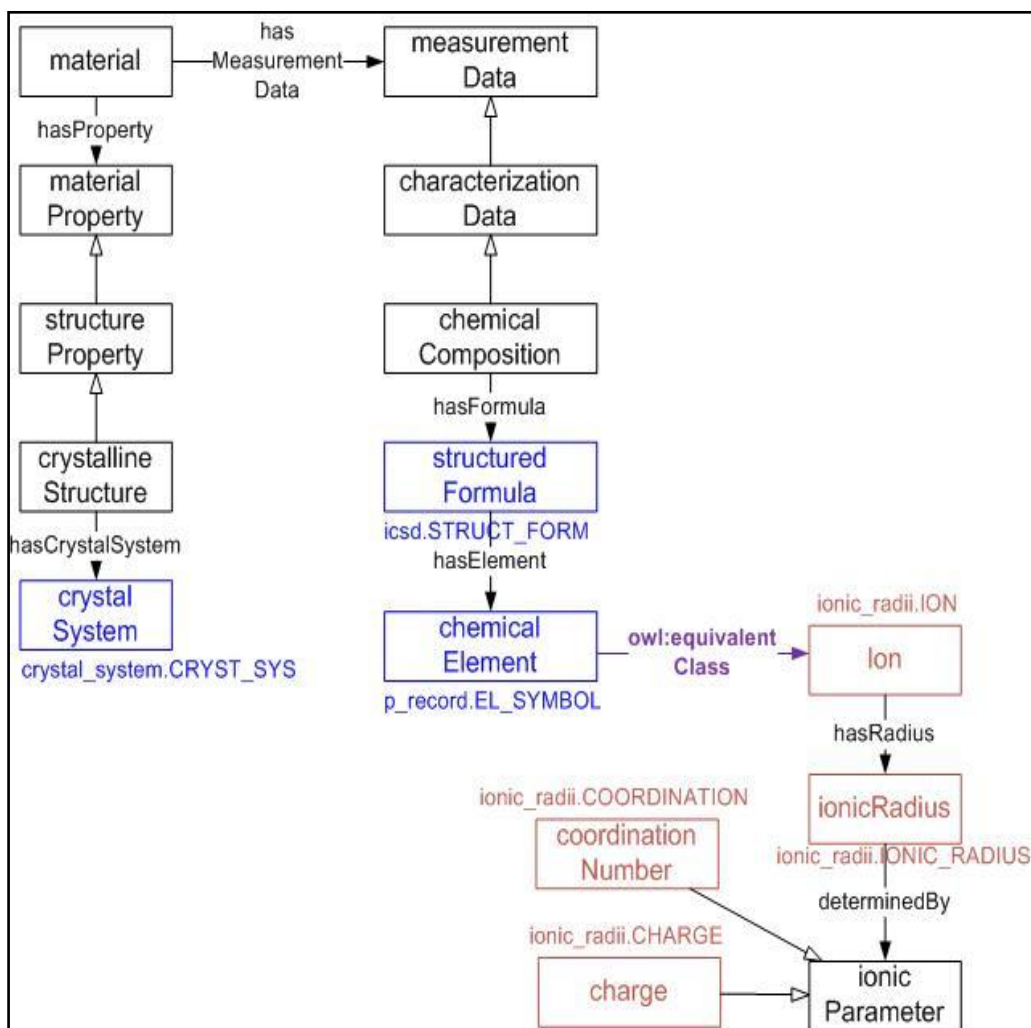 material
has
Measurement
Data
measurement
Data
hasProperty
material
Property
characterization
Data
structure
Property
chemical
Composition
hasFormula
crystalline
Structure
structured
Formula
icsd.STRUCT_FORM
hasCrystalSystem
hasElement
crystal
System
crystal_system.CRYST_SYS
chemical
Element
p_record.EL_SYMBOL
owl:equivalent
Class
ionic_radii.ION
Ion
hasRadius
ionicRadius
ionic_radii.IONIC_RADIUS
ionic_radii.COORDINATION
coordination
Number
determinedBy
ionic_radii.CHARGE
charge
ionic
Parameter